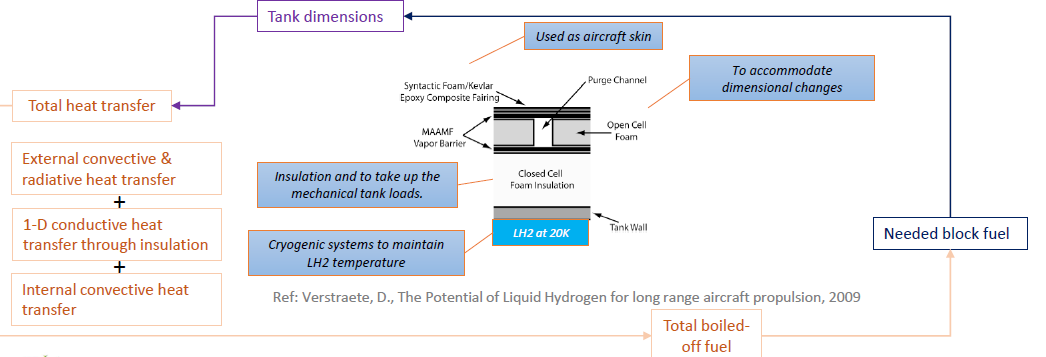 Tank dimensions
Used as aircraft skin
To accommodate
dimensional changes
Syntactic Foam/Kevlar
Epoxy Composite Fairing
Purge Channel
Total heat transfer
MAAMF
Vapor Barrier
Open Cell
Foam
External convective &
radiative heat transfer
Insulation and to take up the
mechanical tank loads.
Closed Cell
Foam Insulation
+
1-D conductive heat
transfer through insulation
LH2 at 20K
Tank Wall
Needed block fuel
Cryogenic systems to maintain
LH2 temperature
+
Internal convective heat
transfer
Ref: Verstraete, D., The Potential of Liquid Hydrogen for long range aircraft propulsion, 2009
Total boiled-
off fuel